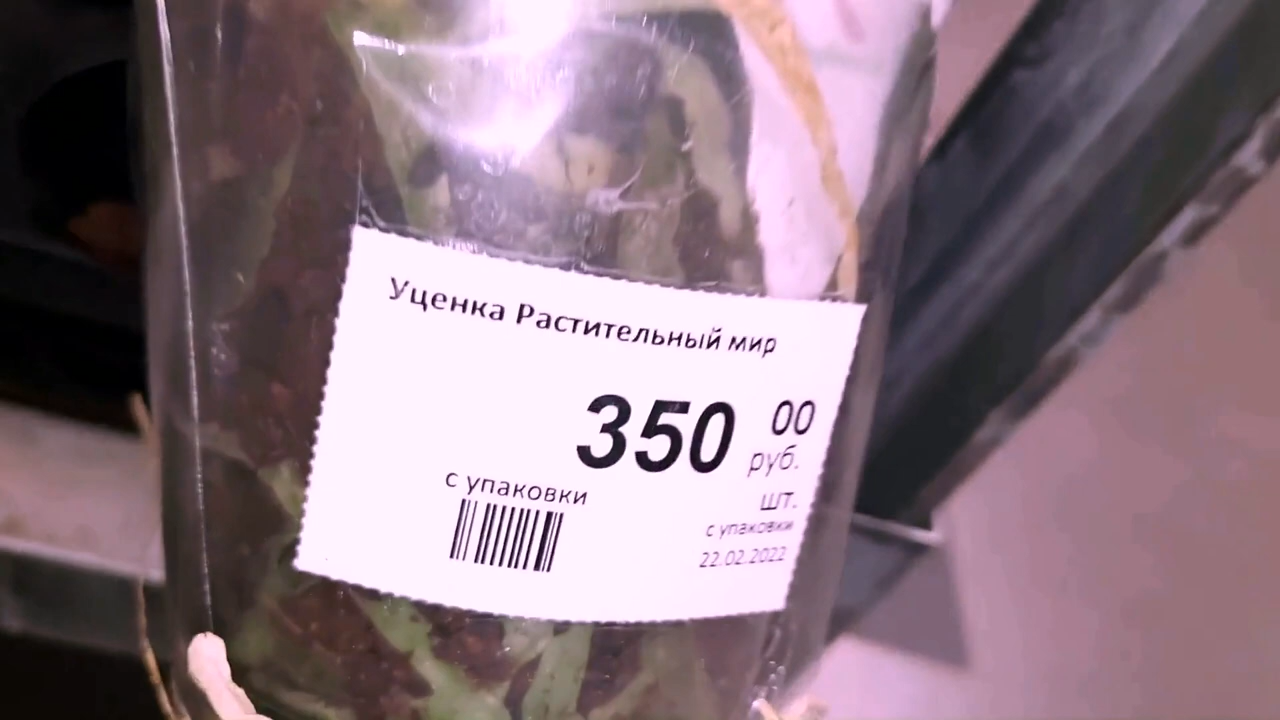 Уценка Растительный мир
350 00
руб.
с упаковки
шт.
с упаковки
22.02.2022